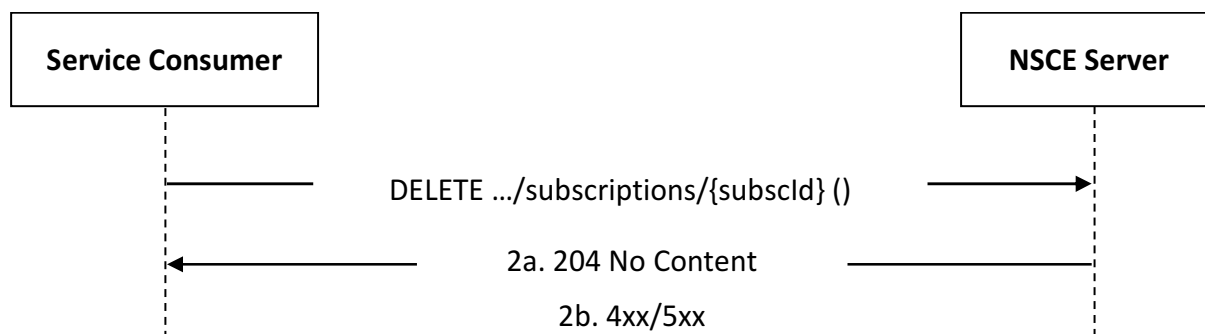 Service Consumer
NSCE Server
DELETE …/subscriptions/{subscId} ()
2a. 204 No Content
2b. 4xx/5xx